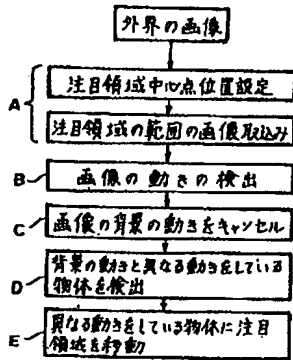 外界の画像
A
注目領域中心点位置設定
注目領域の範囲の画像取込み
B
画像の動きの検出
C
画像の背景の動きをキャンセル
D
背景の動きと異なる動きをしている
物体を検出
E
異なる動きをしている物体に注目
領域を移動